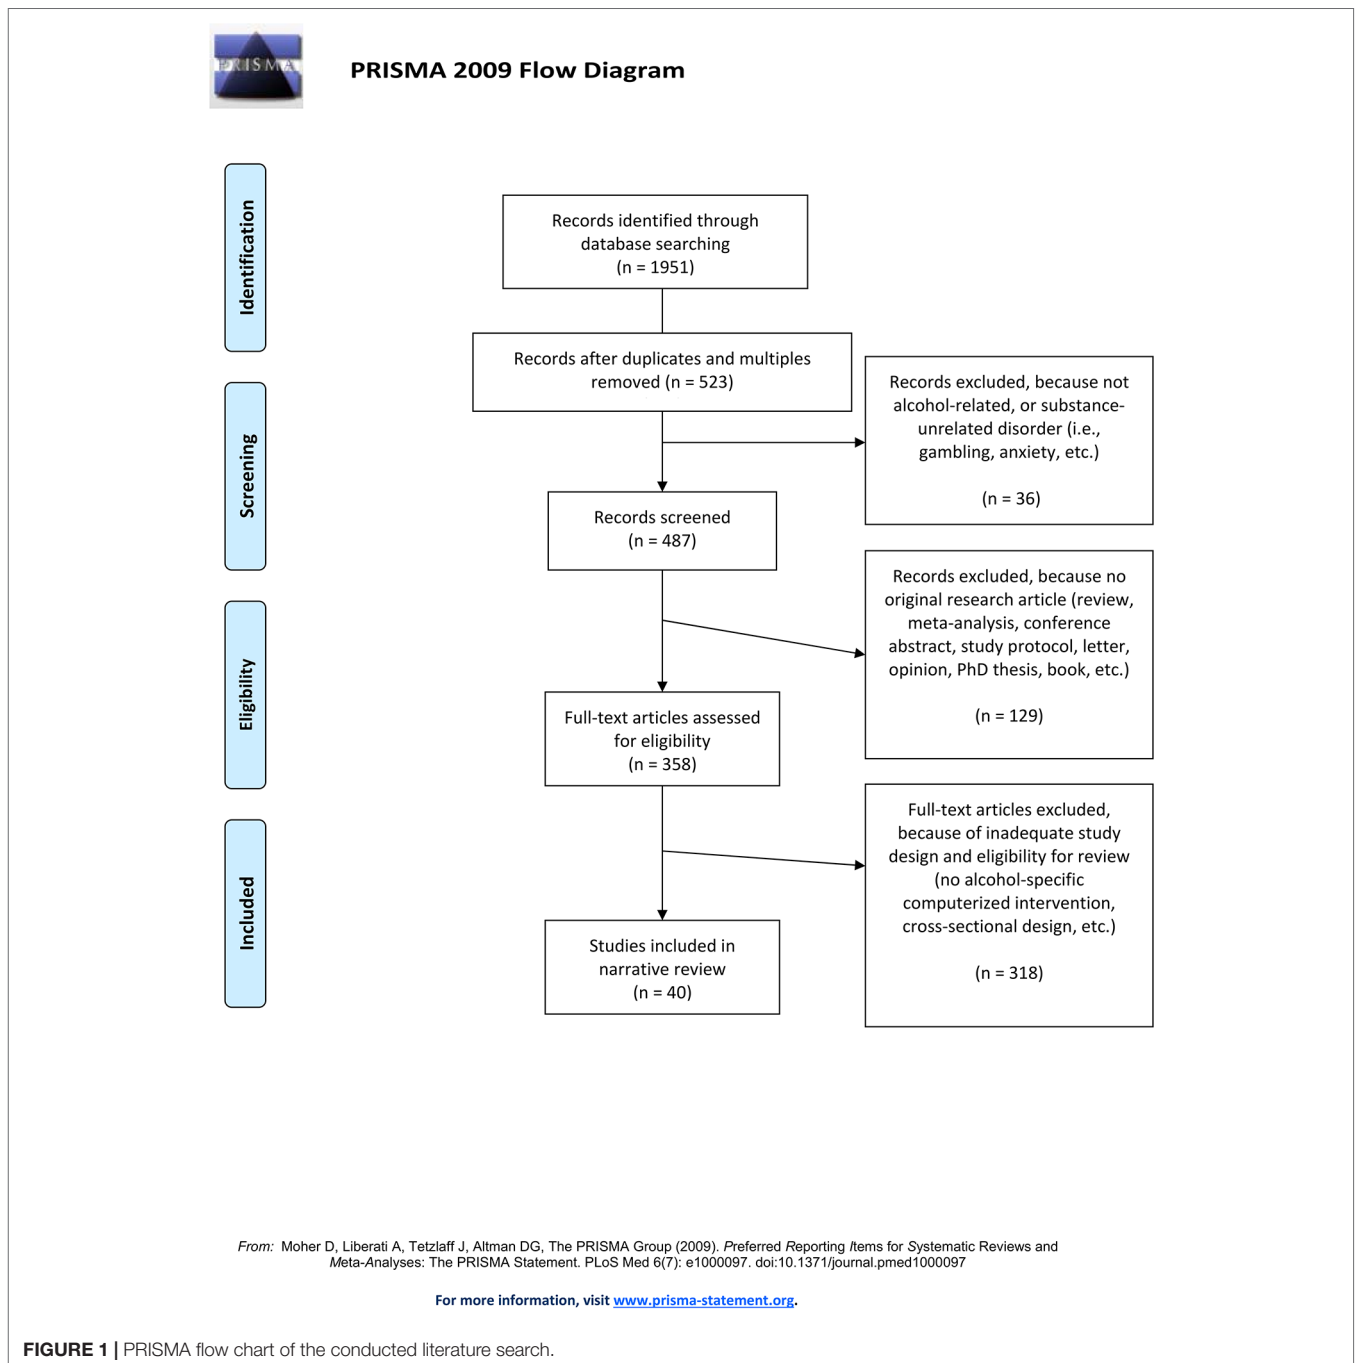 PRISMA
PRISMA 2009 Flow Diagram
Identification
Records identified through
database searching
(n = 1951)
Records after duplicates and multiples
removed (n = 523)
Records excluded, because not
alcohol-related, or substance-
unrelated disorder (i.e.,
gambling, anxiety, etc.)
(n = 36)
Screening
Records screened
(n = 487)
Records excluded, because no
original research article (review,
meta-analysis, conference
abstract, study protocol, letter,
opinion, PhD thesis, book, etc.)
(n = 129)
Eligibility
Full-text articles assessed
for eligibility
(n = 358)
Full-text articles excluded,
because of inadequate study
design and eligibility for review
(no alcohol-specific
computerized intervention,
cross-sectional design, etc.)
(n = 318)
Included
Studies included in
narrative review
(n = 40)
From: Moher D, Liberati A, Tetzlaff J, Altman DG, The PRISMA Group (2009). Preferred Reporting Items for Systematic Reviews and
Meta-Analyses: The PRISMA Statement. PLoS Med 6(7): e1000097. doi:10.1371/journal.pmed1000097
For more information, visit www.prisma-statement.org.
FIGURE 1 | PRISMA flow chart of the conducted literature search.